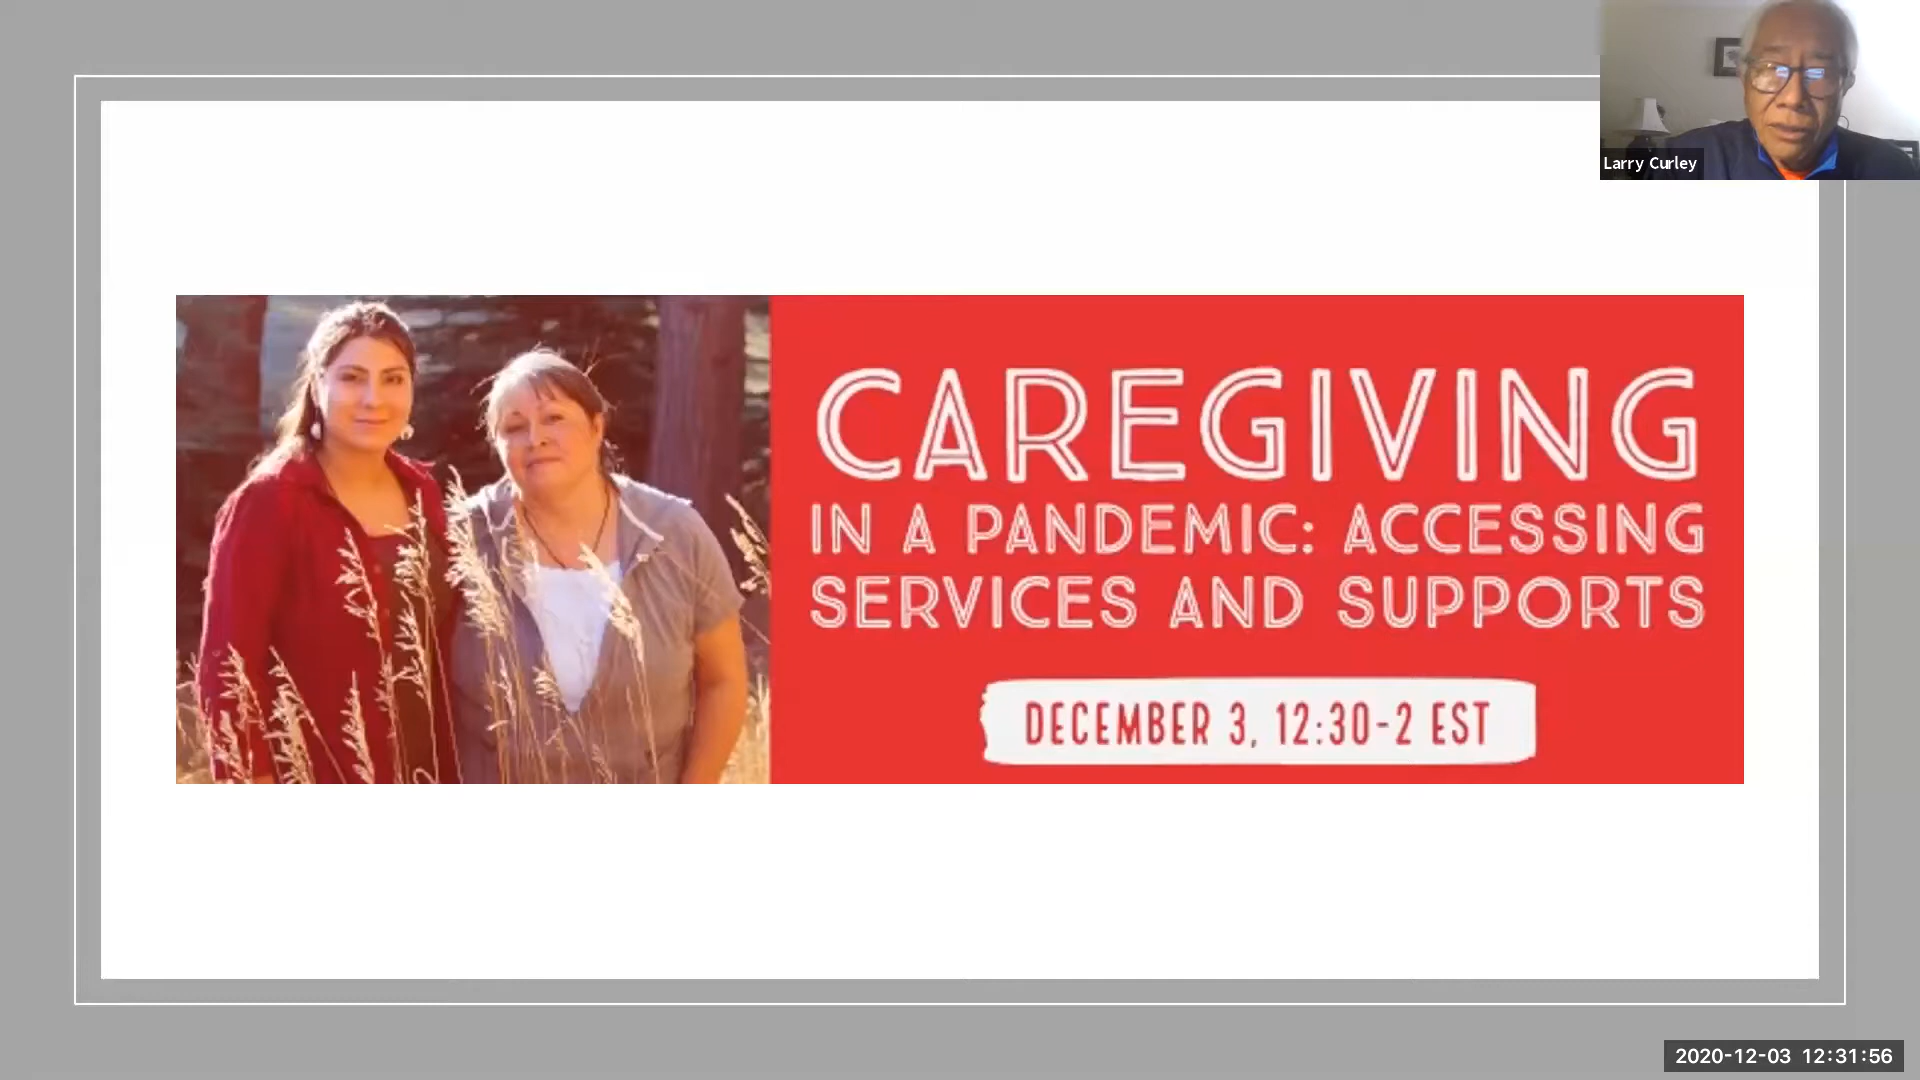 Larry Curley
CAREGIVING
IN A PANDEMIC: ACCESSING
SERVICES AND SUPPORTS
DECEMBER 3, 12:30-2 EST
2020-12-03 12:31:56